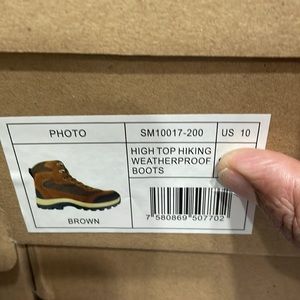 PHOTO
SM10017-200
US 10
HIGH TOP HIKING
WEATHERPROOF
BOOTS
BROWN
7 580869 507702